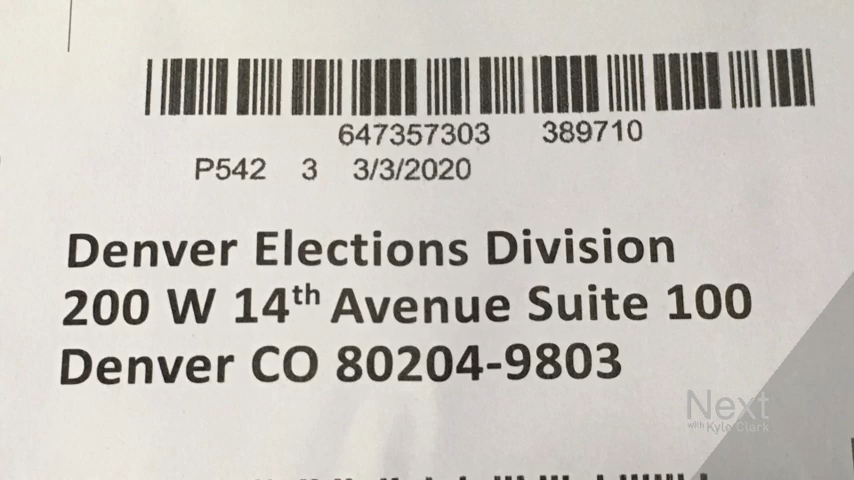 647357303 389710
P542 3 3/3/2020
Denver Elections Division
200 W 14th Avenue Suite 100
Denver CO 80204-9803
Next
with Kyle Clark